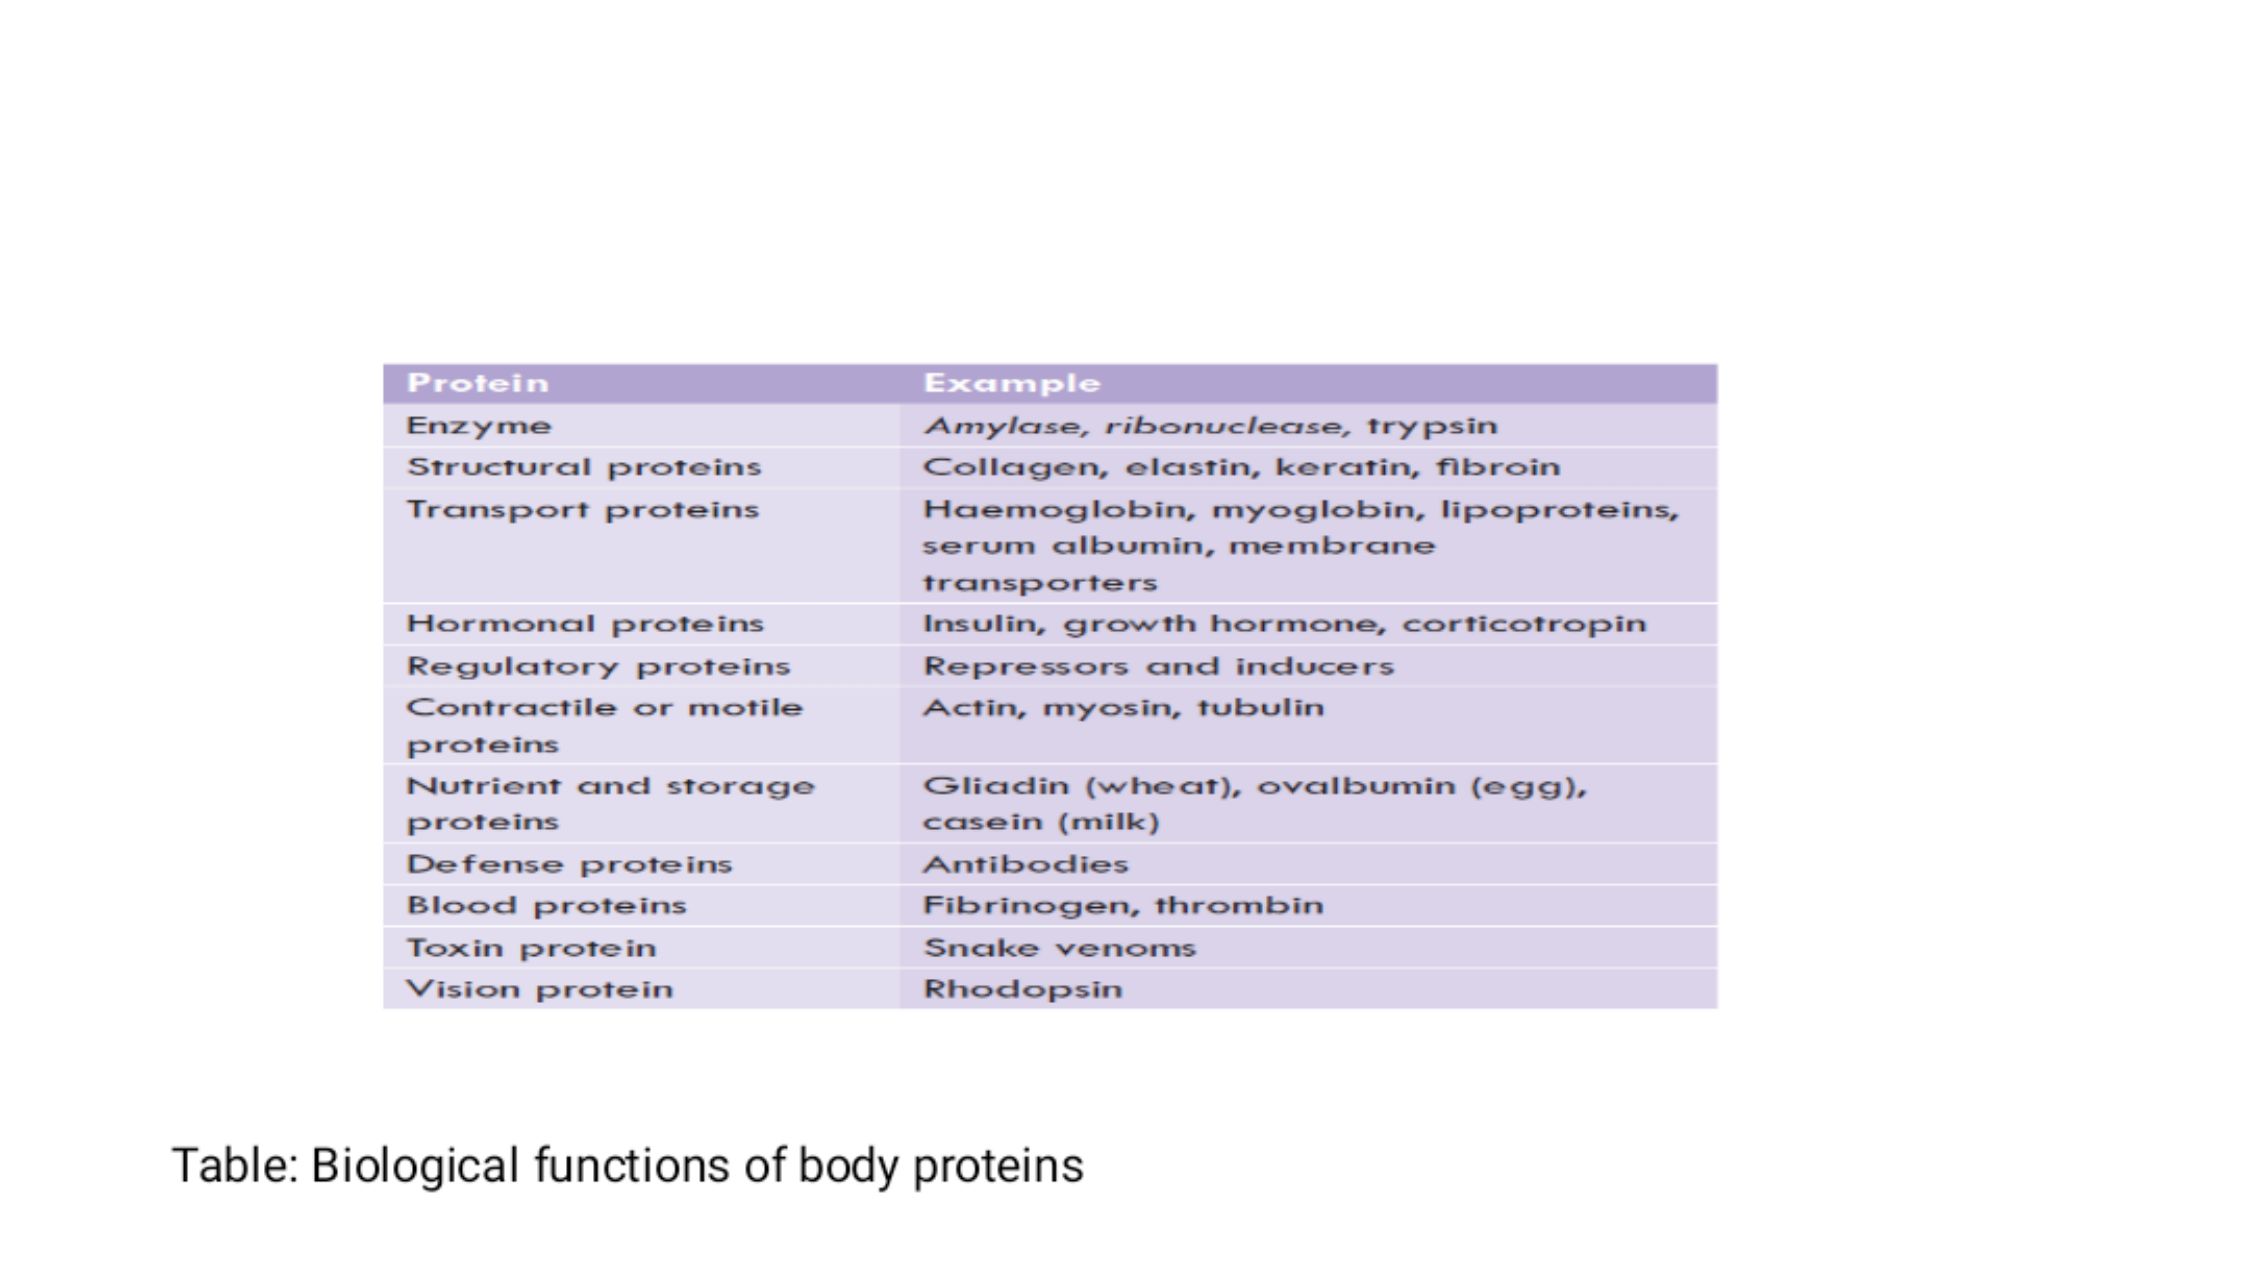 Protein Example
Enzyme Amylase, ribonuclease, trypsin
Structural proteins Collagen, elastin, keratin, fibroin
Transport proteins Haemoglobin, myoglobin, lipoproteins,
serum albumin, membrane
transporters
Hormonal proteins Insulin, growth hormone, corticotropin
Regulatory proteins Repressors and inducers
Contractile or motile Actin, myosin, tubulin
proteins
Nutrient and storage Gliadin (wheat), ovalbumin (egg),
proteins casein (milk)
Defense proteins Antibodies
Blood proteins Fibrinogen, thrombin
Toxin protein Snake venoms
Vision protein Rhodopsin
Table: Biological functions of body proteins